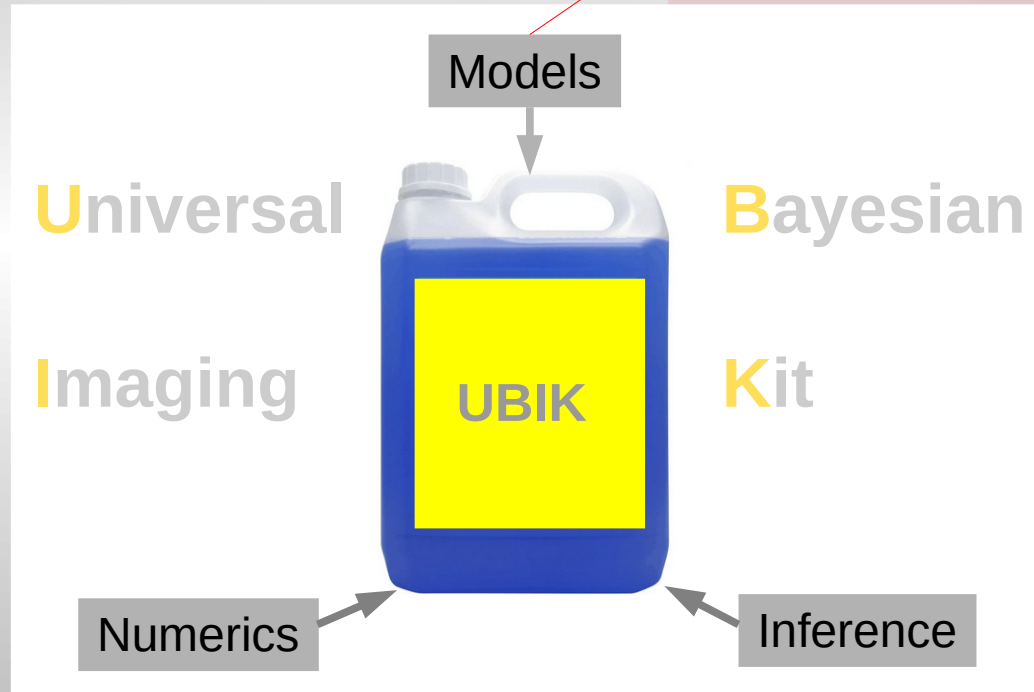 Models
Universal Bayesian
Imaging Kit
UBIK
Numerics Inference